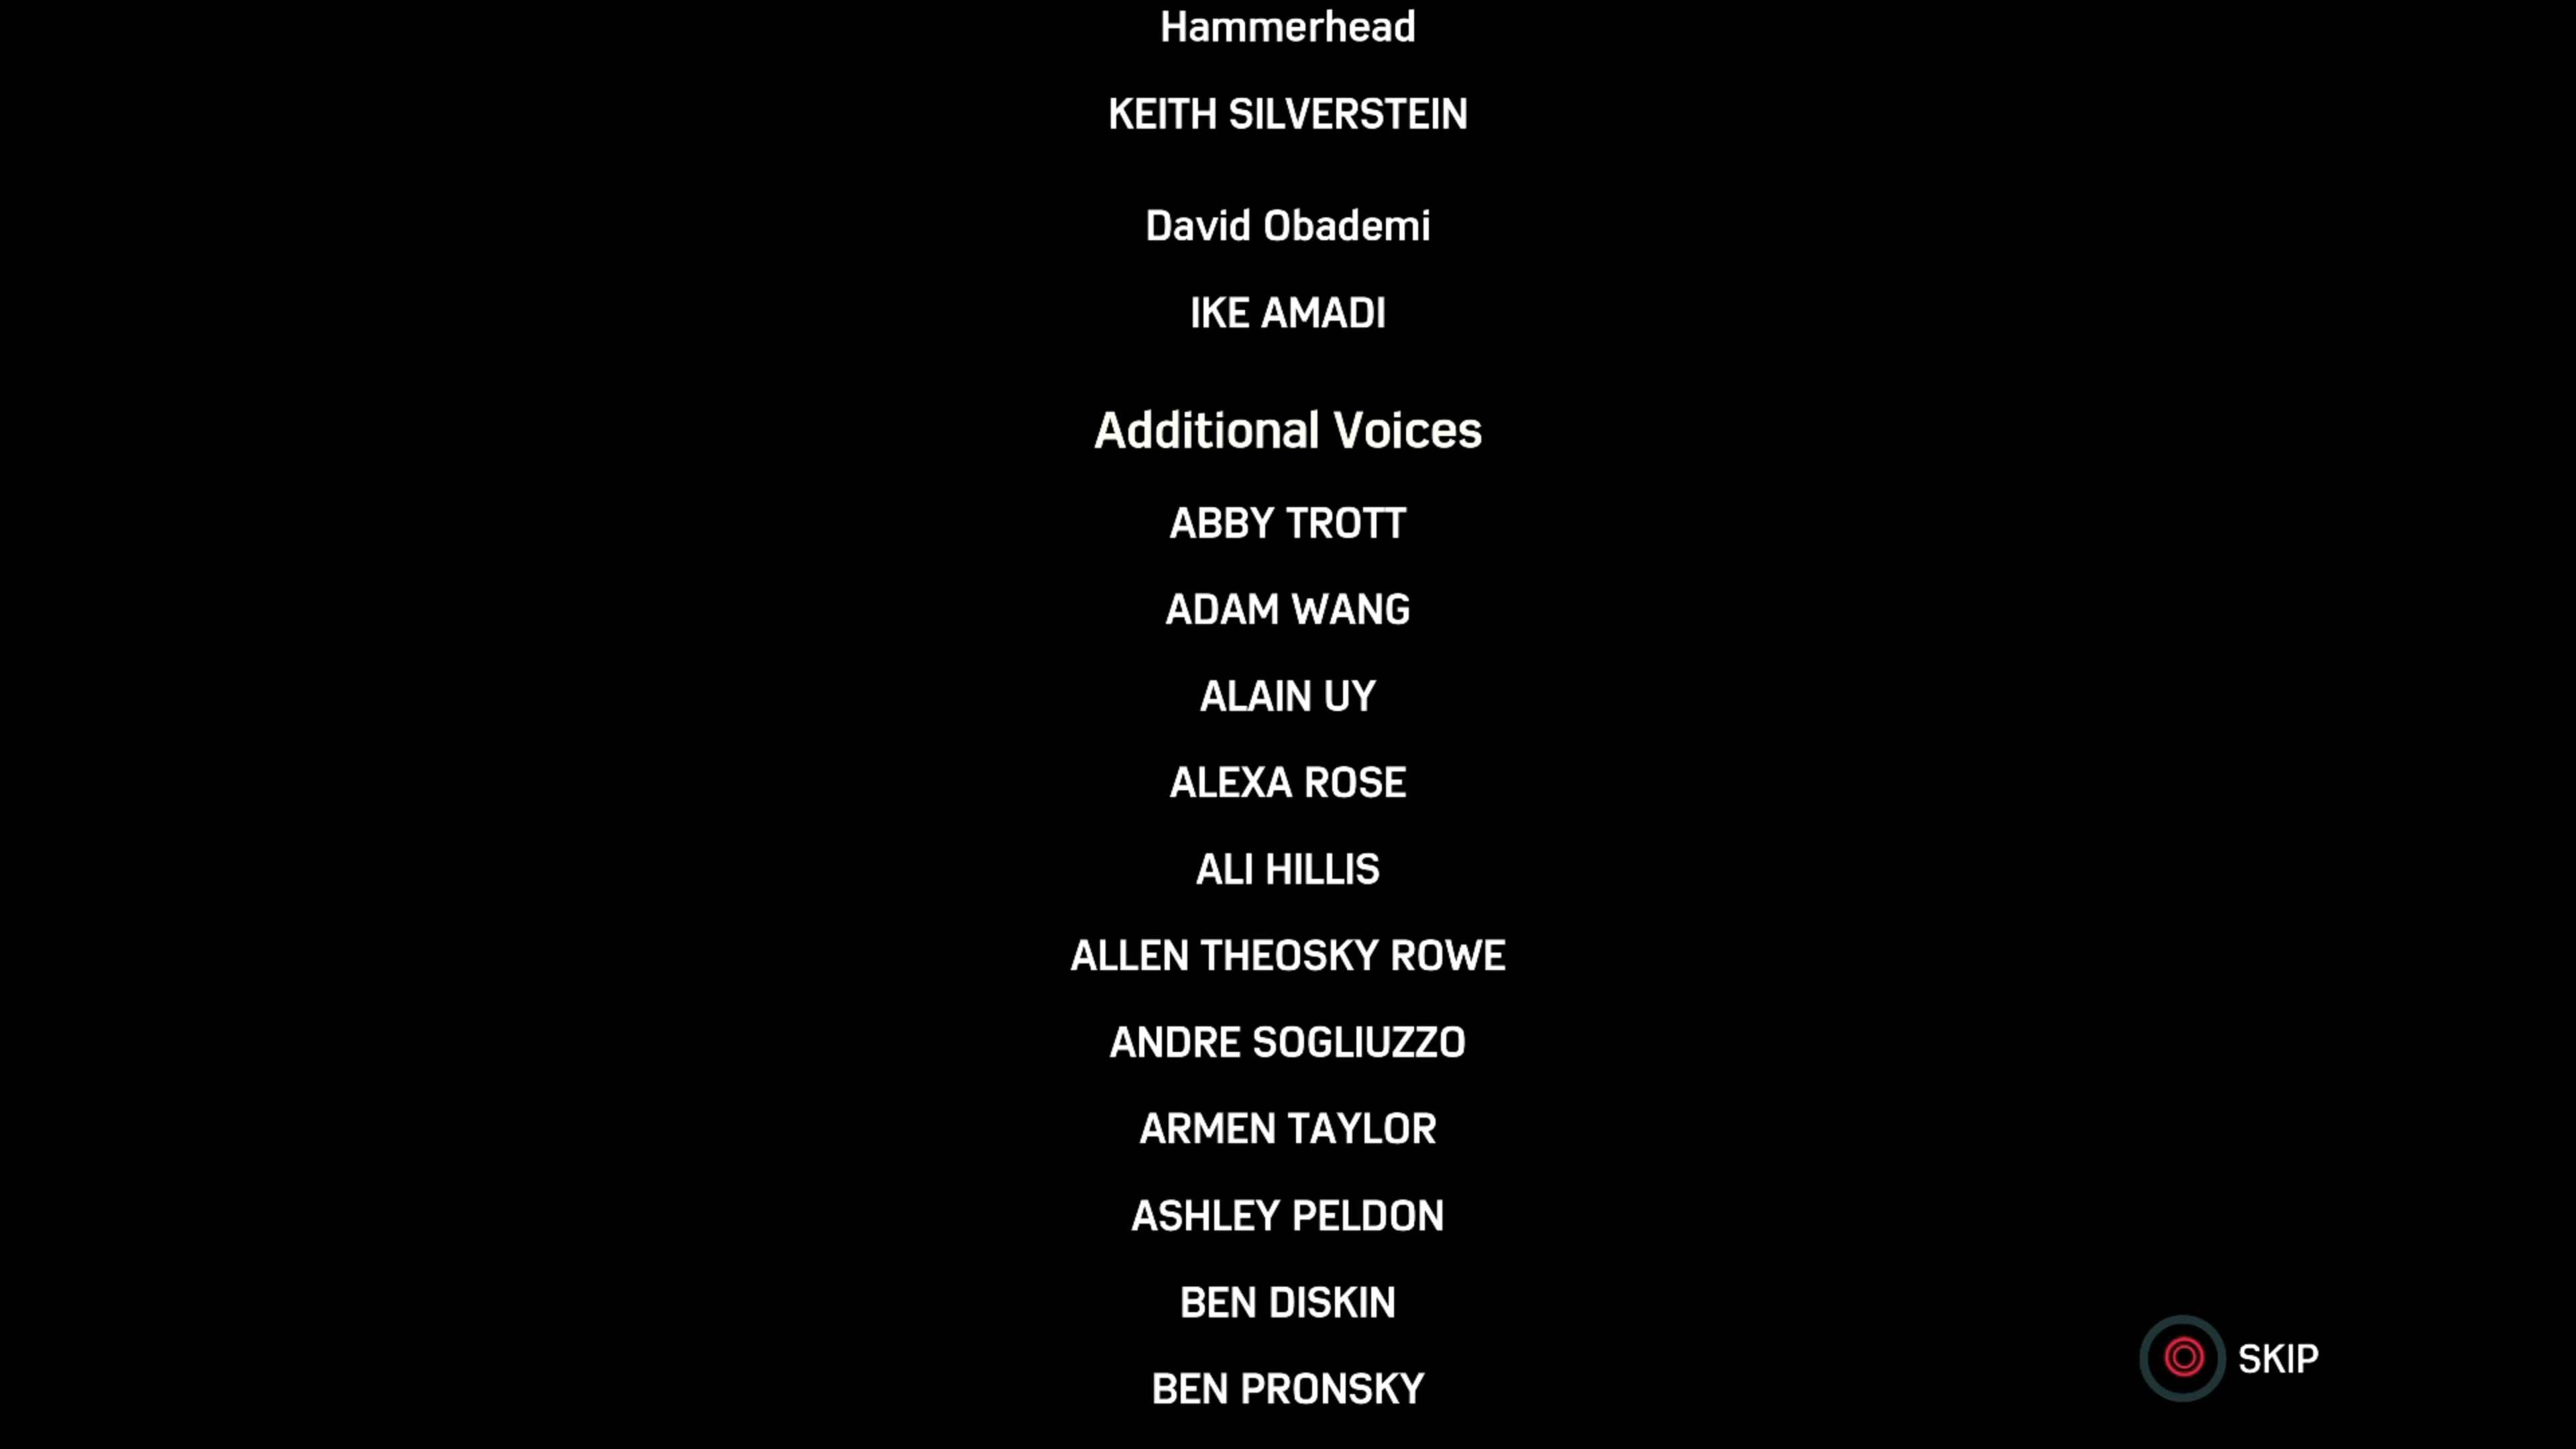 Hammerhead
KEITH SILVERSTEIN
David Obademi
IKE AMADI
Additional Voices
ABBY TROTT
ADAM WANG
ALAIN UY
ALEXA ROSE
ALI HILLIS
ALLEN THEOSKY ROWE
ANDRE SOGLIUZZO
ARMEN TAYLOR
ASHLEY PELDON
BEN DISKIN
BEN PRONSKY
SKIP